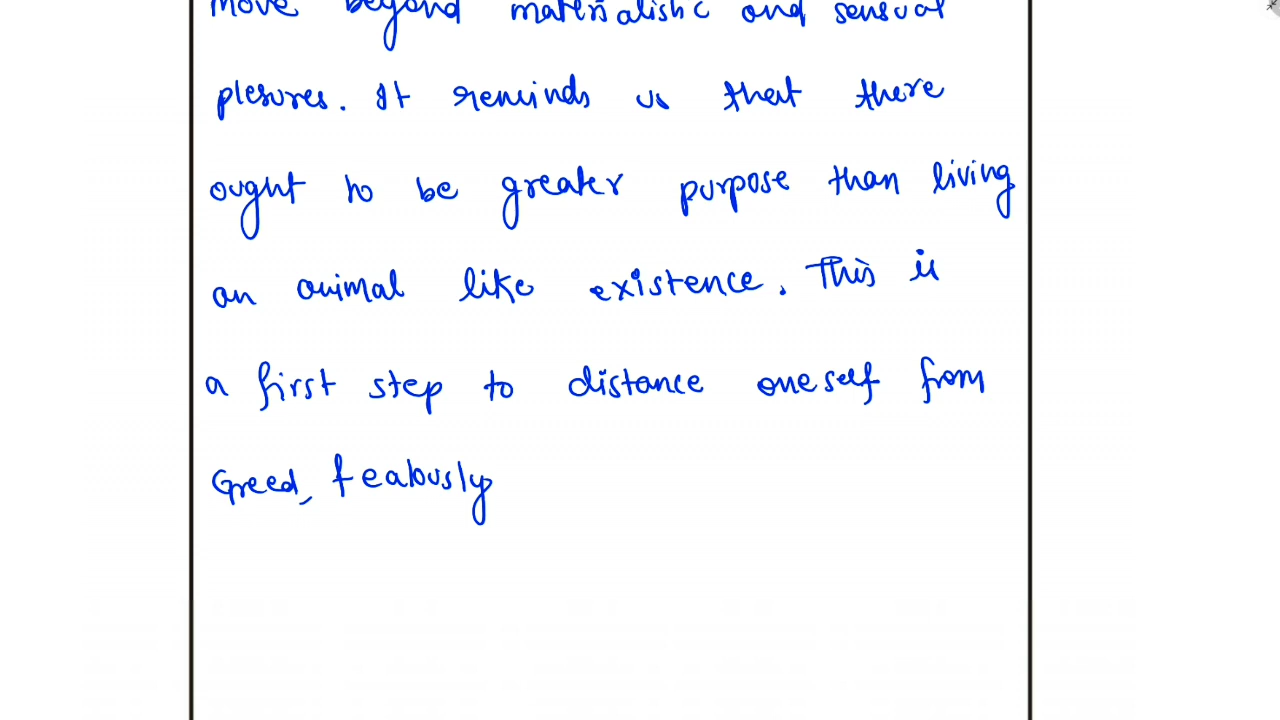 move beyond materialistic and sensual
plesures. It reminds us that there
ought to be greater purpose than living
an animal like existence. This is
a first step to distance oneself from
Greed, fealously